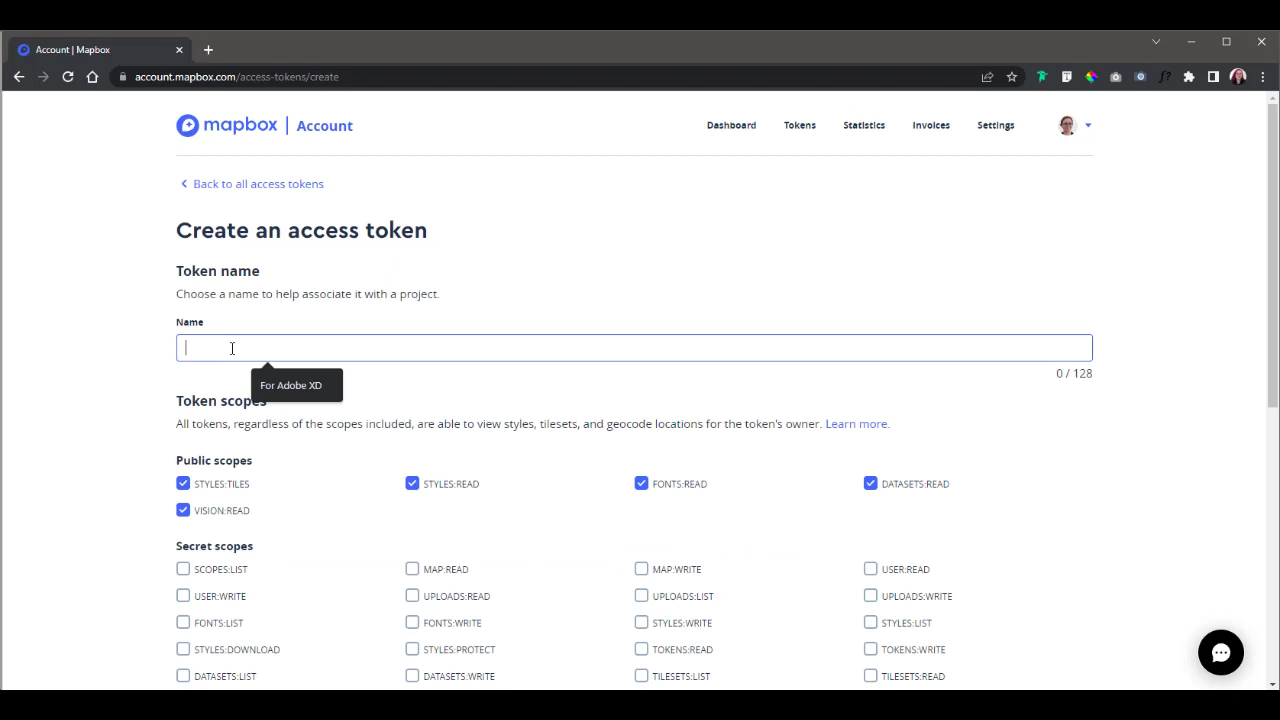 Account | Mapbox
account.mapbox.com/access-tokens/create
mapbox | Account
Dashboard Tokens Statistics Invoices Settings
Back to all access tokens
Create an access token
Token name
Choose a name to help associate it with a project.
Name
0 / 128
For Adobe XD
Token scopes
All tokens, regardless of the scopes included, are able to view styles, tilesets, and geocode locations for the token's owner. Learn more.
Public scopes
STYLES:TILES STYLES:READ FONTS:READ DATASETS:READ
VISION:READ
Secret scopes
SCOPES:LIST MAP:READ MAP:WRITE USER:READ
USER:WRITE UPLOADS:READ UPLOADS:LIST UPLOADS:WRITE
FONTS:LIST FONTS:WRITE STYLES:WRITE STYLES:LIST
STYLES:DOWNLOAD STYLES:PROTECT TOKENS:READ TOKENS:WRITE
DATASETS:LIST DATASETS:WRITE TILESETS:LIST TILESETS:READ